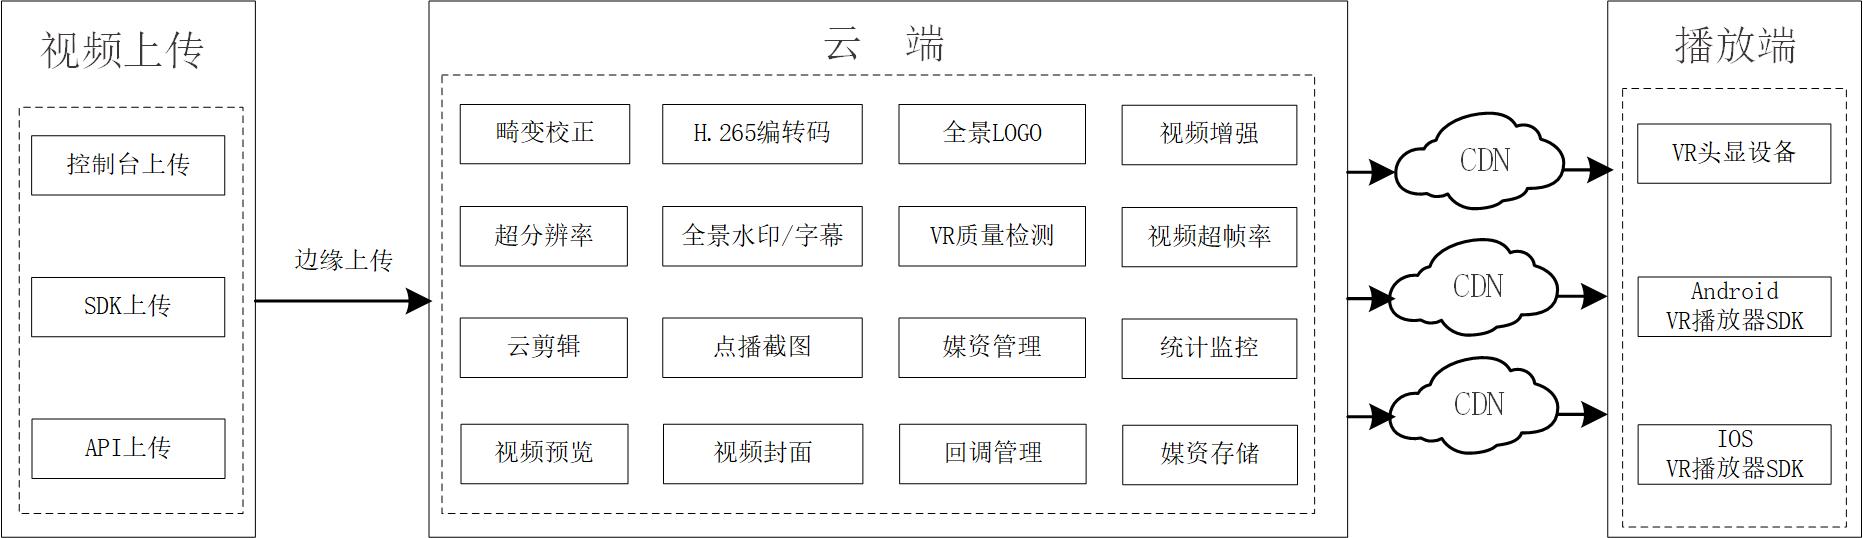 视频上传
控制台上传
SDK上传
API上传
边缘上传
云 端
畸变校正
H.265编转码
全景LOGO
视频增强
超分辨率
全景水印/字幕
VR质量检测
视频超帧率
云剪辑
点播截图
媒资管理
统计监控
视频预览
视频封面
回调管理
媒资存储
CDN
CDN
CDN
播放端
VR头显设备
Android
VR播放器SDK
IOS
VR播放器SDK